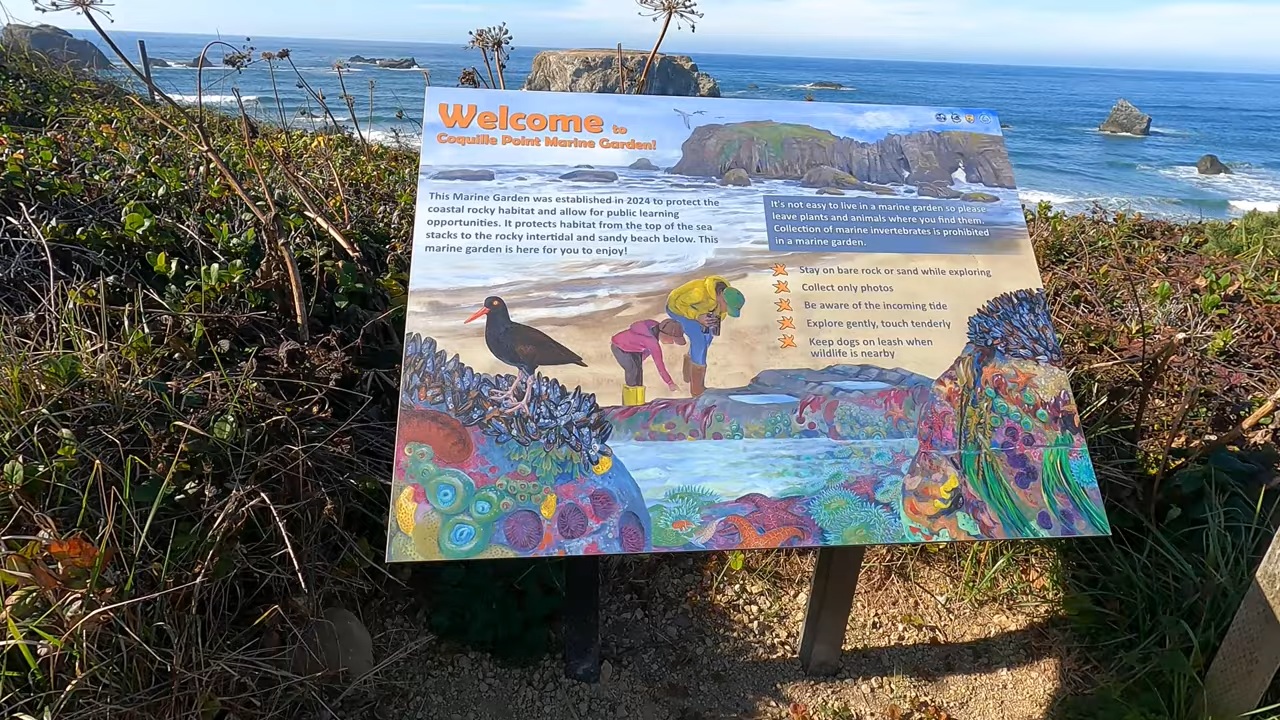 Welcome to
Coquille Point Marine Garden!
This Marine Garden was established in 2024 to protect the
coastal rocky habitat and allow for public learning
opportunities. It protects habitat from the top of the sea
stacks to the rocky intertidal and sandy beach below. This
marine garden is here for you to enjoy!
It's not easy to live in a marine garden so please
leave plants and animals where you find them.
Collection of marine invertebrates is prohibited
in a marine garden.
Stay on bare rock or sand while exploring
Collect only photos
Be aware of the incoming tide
Explore gently, touch tenderly
Keep dogs on leash when
wildlife is nearby